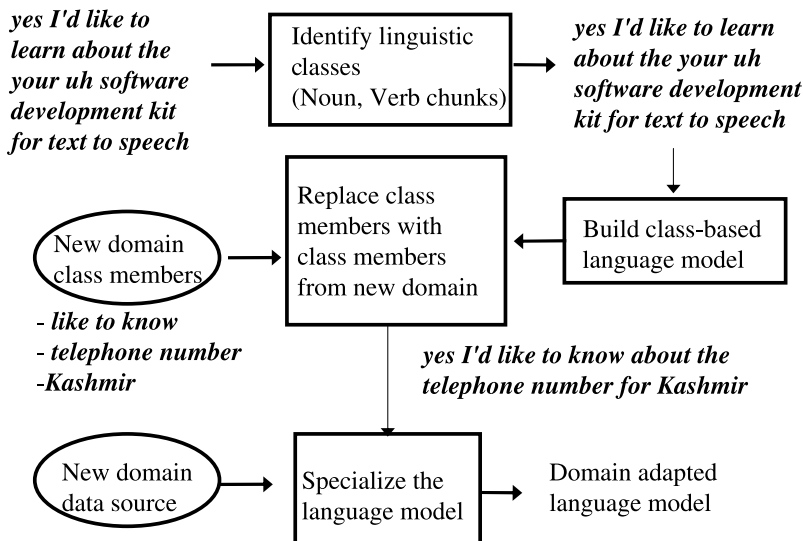 yes I'd like to
learn about the
your uh software
development kit
for text to speech
Identify linguistic
classes
(Noun, Verb chunks)
yes I'd like to learn
about the your uh
software development
kit for text to speech
New domain
class members
- like to know
- telephone number
-Kashmir
Replace class
members with
class members
from new domain
Build class-based
language model
yes I'd like to know about the
telephone number for Kashmir
New domain
data source
Specialize the
language model
Domain adapted
language model